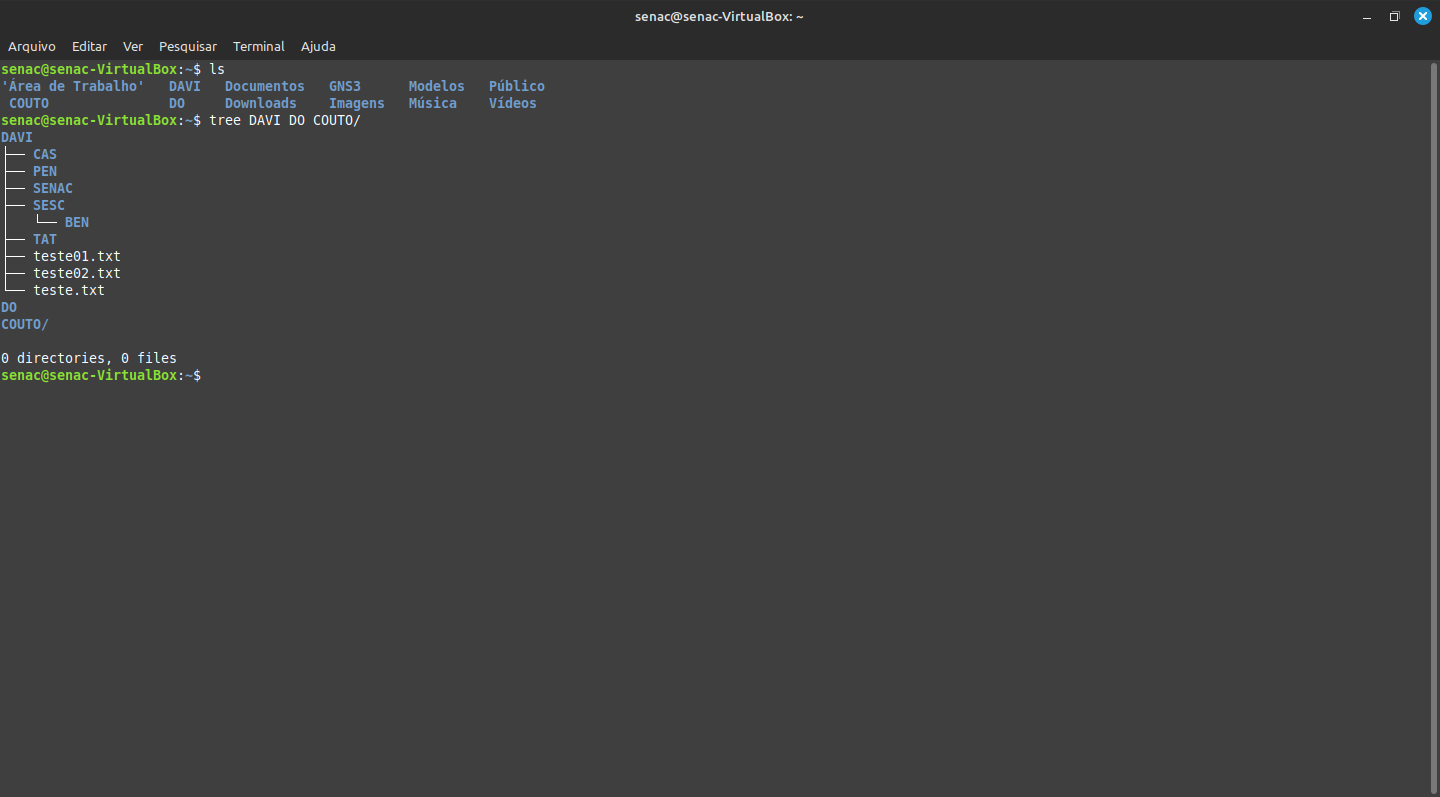 senac@senac-VirtualBox: ~
Arquivo Editar Ver Pesquisar Terminal Ajuda
senac@senac-VirtualBox:~$ ls
'Área de Trabalho'   DAVI   Documentos   GNS3      Modelos   Público
 COUTO               DO     Downloads    Imagens   Música    Vídeos
senac@senac-VirtualBox:~$ tree DAVI DO COUTO/
DAVI
├── CAS
├── PEN
├── SENAC
├── SESC
│   └── BEN
├── TAT
├── teste01.txt
├── teste02.txt
└── teste.txt
DO
COUTO/
0 directories, 0 files
senac@senac-VirtualBox:~$